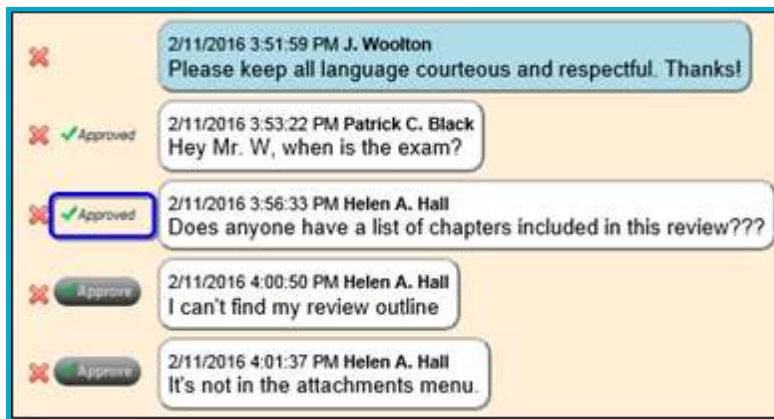 2/11/2016 3:51:59 PM J. Woolton
Please keep all language courteous and respectful. Thanks!
Approved
2/11/2016 3:53:22 PM Patrick C. Black
Hey Mr. W, when is the exam?
Approved
2/11/2016 3:56:33 PM Helen A. Hall
Does anyone have a list of chapters included in this review???
Approve
2/11/2016 4:00:50 PM Helen A. Hall
I can't find my review outline
Approve
2/11/2016 4:01:37 PM Helen A. Hall
It's not in the attachments menu.